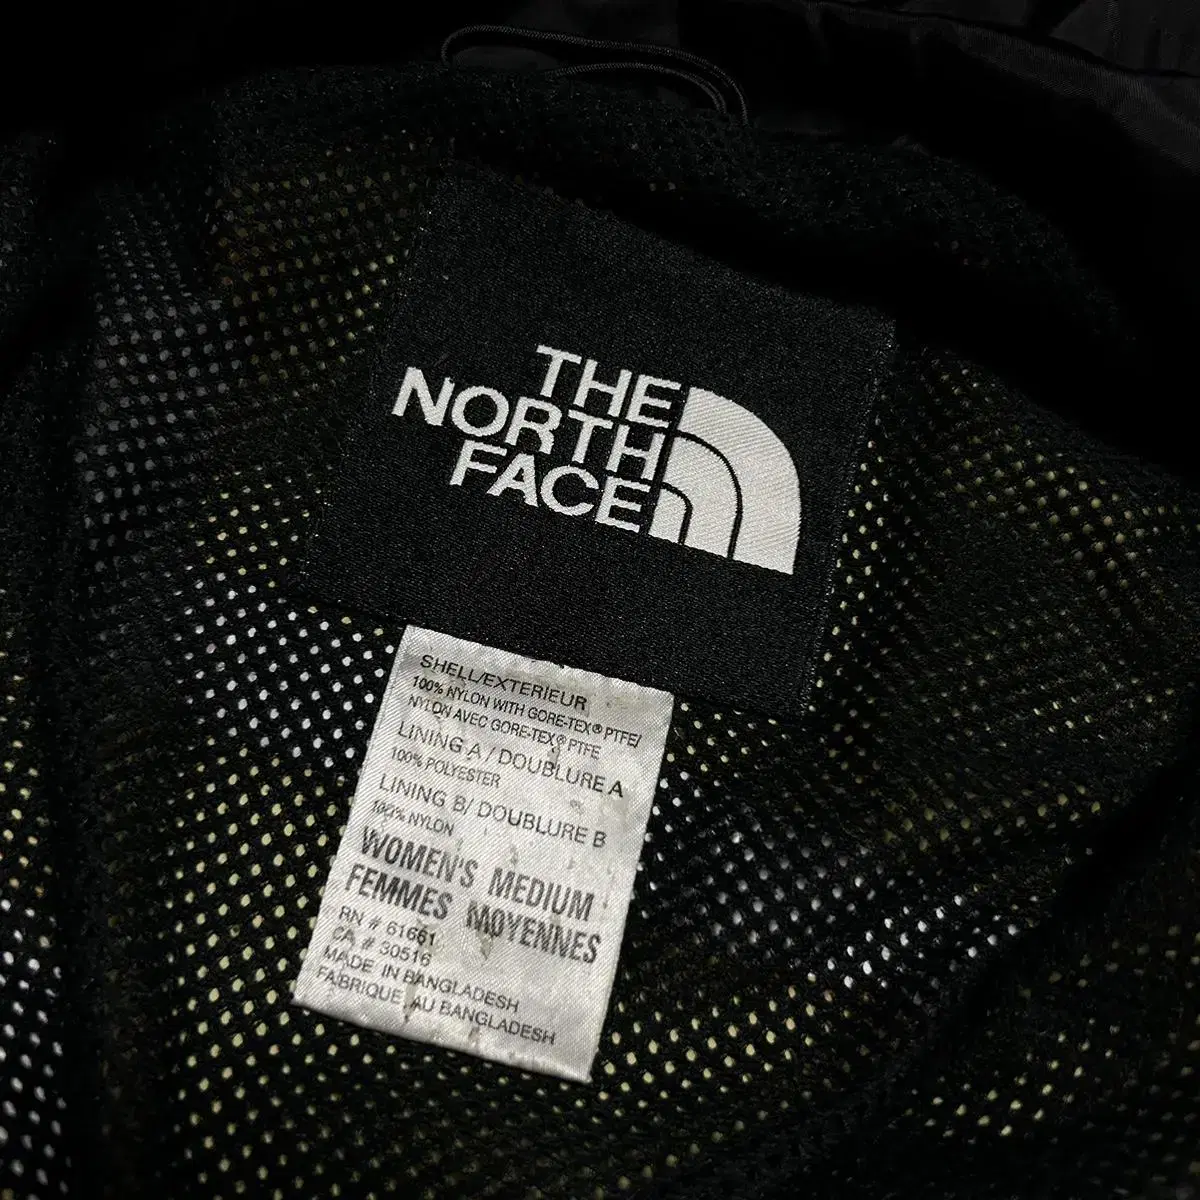 THE
NORTH
FACE
SHELL/EXTERIEUR
100% NYLON WITH GORE-TEX® PTFE/
NYLON AVEC GORE-TEX® PTFE
LINING A / DOUBLURE A
100% POLYESTER
LINING B/ DOUBLURE B
100% NYLON
WOMEN'S MEDIUM
FEMMES MOYENNES
RN # 61661
CA # 30516
MADE IN BANGLADESH
FABRIQUE AU BANGLADESH